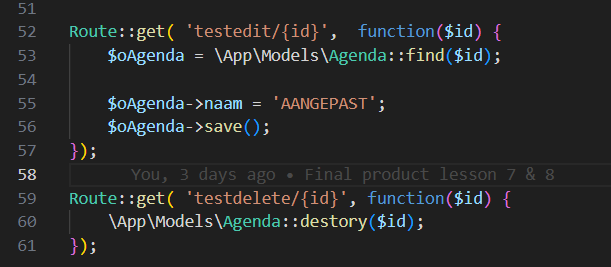 51
52 Route::get( 'testedit/{id}',  function($id) {
53     $oAgenda = \App\Models\Agenda::find($id);
54
55     $oAgenda->naam = 'AANGEPAST';
56     $oAgenda->save();
57 });
58         You, 3 days ago • Final product lesson 7 & 8
59 Route::get( 'testdelete/{id}', function($id) {
60     \App\Models\Agenda::destory($id);
61 });